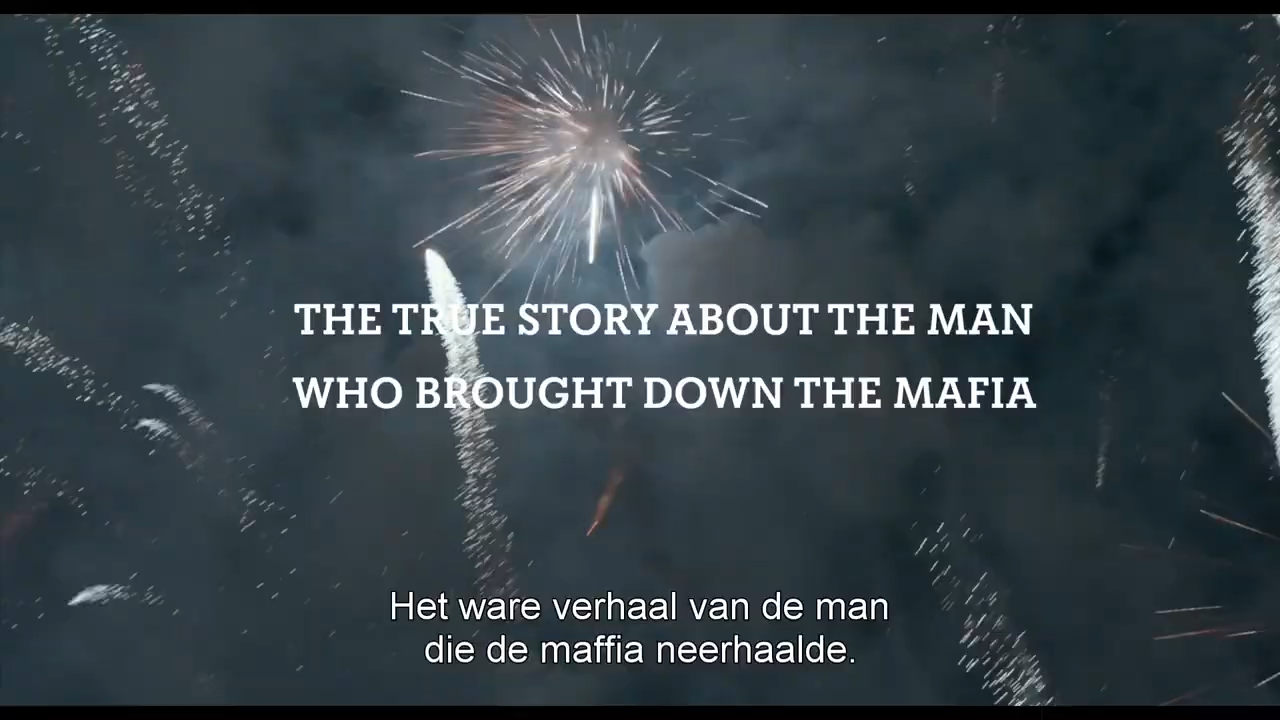 THE TRUE STORY ABOUT THE MAN
WHO BROUGHT DOWN THE MAFIA
Het ware verhaal van de man
die de maffia neerhaalde.